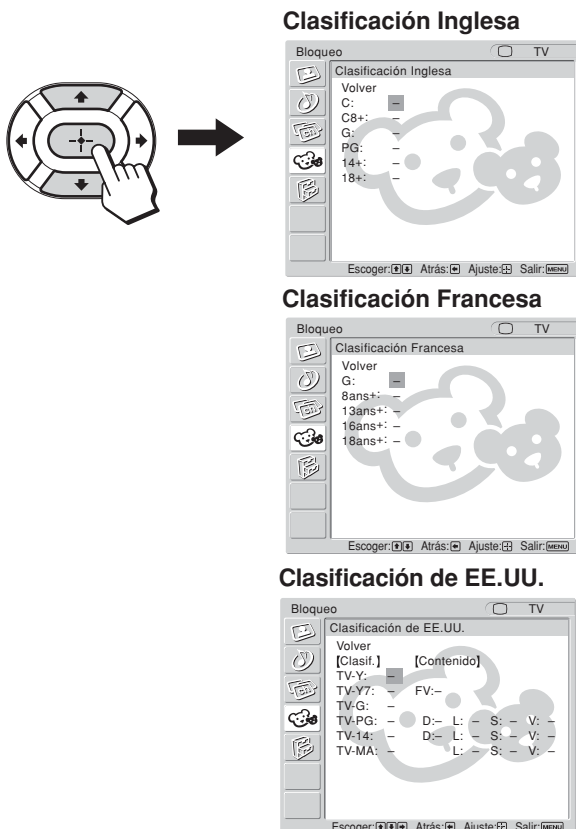 Clasificación Inglesa
Bloqueo TV
Clasificación Inglesa
Volver
C: –
C8+: –
G: –
PG: –
14+: –
18+: –
Escoger: Atrás: Ajuste: Salir: MENU
Clasificación Francesa
Bloqueo TV
Clasificación Francesa
Volver
G: –
8ans+: –
13ans+: –
16ans+: –
18ans+: –
Escoger: Atrás: Ajuste: Salir: MENU
Clasificación de EE.UU.
Bloqueo TV
Clasificación de EE.UU.
Volver
[Clasif.] [Contenido]
TV-Y: –
TV-Y7: – FV:–
TV-G: –
TV-PG: – D:– L: – S: – V: –
TV-14: – D:– L: – S: – V: –
TV-MA: – L: – S: – V: –
Escoger: Atrás: Ajuste: Salir: MENU